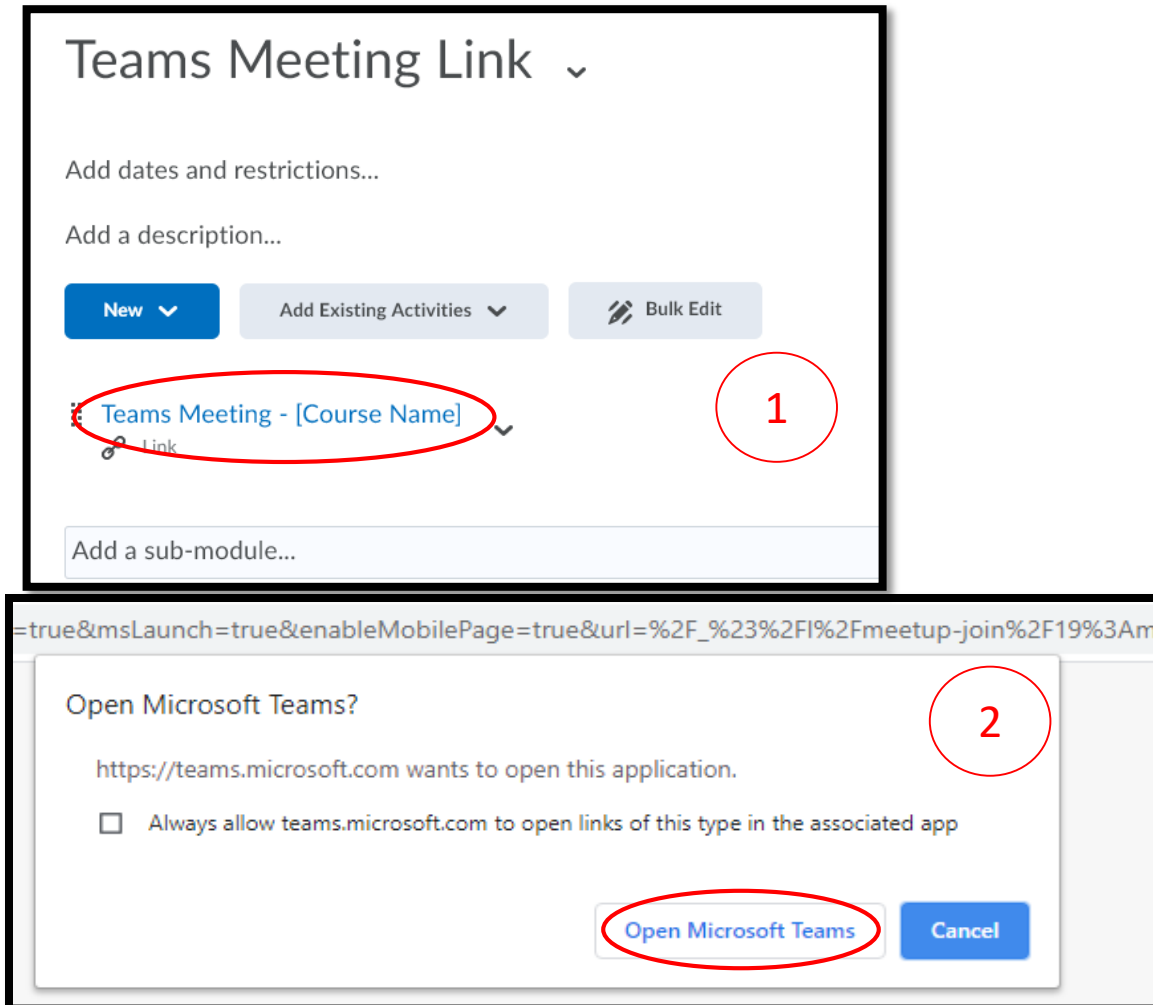 Teams Meeting Link
Add dates and restrictions...
Add a description...
New
Add Existing Activities
Bulk Edit
Teams Meeting - [Course Name]
Link
1
Add a sub-module...
=true&msLaunch=true&enableMobilePage=true&url=%2F_%23%2Fl%2Fmeetup-join%2F19%3Am
Open Microsoft Teams?
2
https://teams.microsoft.com wants to open this application.
Always allow teams.microsoft.com to open links of this type in the associated app
Open Microsoft Teams
Cancel